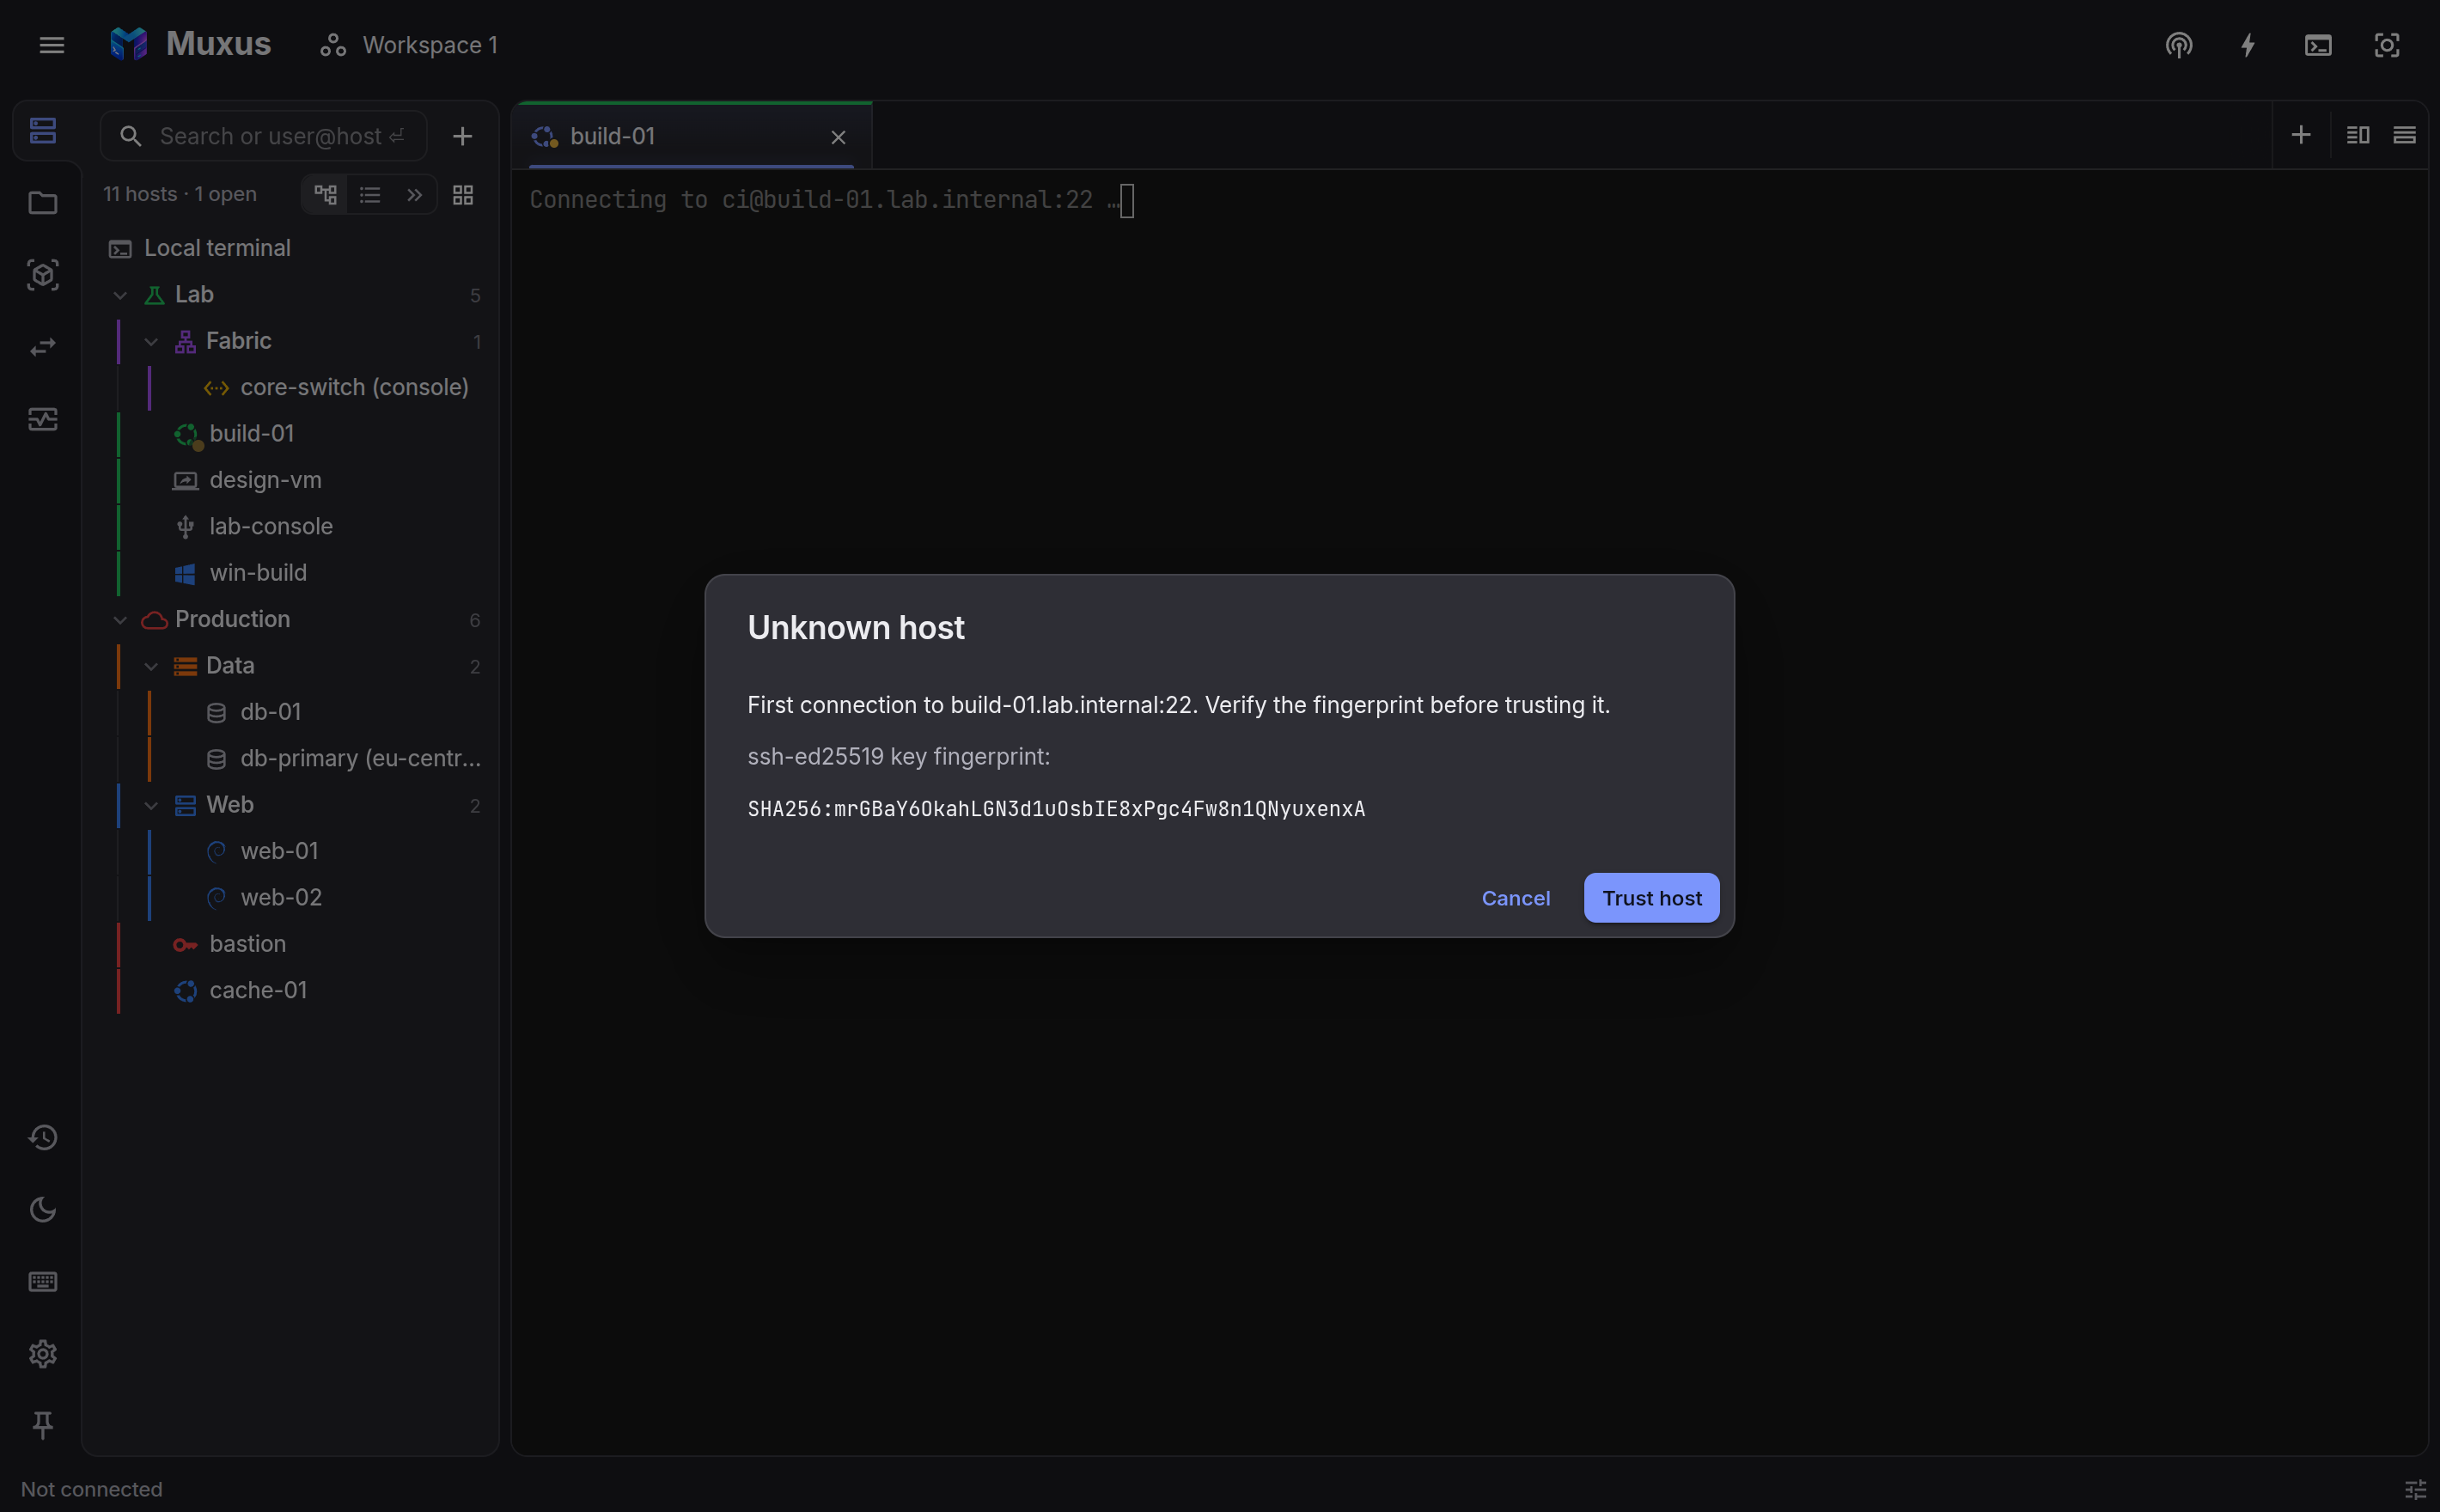 Muxus
Workspace 1
Search or user@host ⏎
11 hosts · 1 open
Local terminal
Lab 5
Fabric 1
core-switch (console)
build-01
design-vm
lab-console
win-build
Production 6
Data 2
db-01
db-primary (eu-centr...
Web 2
web-01
web-02
bastion
cache-01
build-01
Connecting to ci@build-01.lab.internal:22 …
Unknown host
First connection to build-01.lab.internal:22. Verify the fingerprint before trusting it.
ssh-ed25519 key fingerprint:
SHA256:mrGBaY6OkahLGN3d1uOsbIE8xPgc4Fw8n1QNyuxenxA
Cancel
Trust host
Not connected